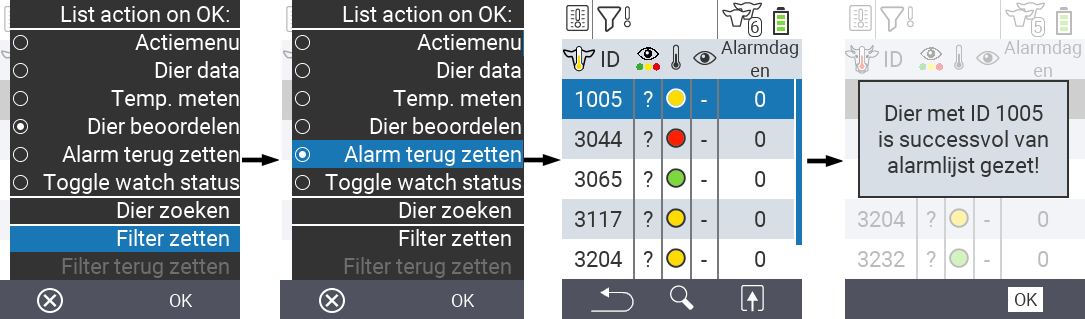 List action on OK:
Actiemenu
Dier data
Temp. meten
Dier beoordelen
Alarm terug zetten
Toggle watch status
Dier zoeken
Filter zetten
Filter terug zetten
OK
List action on OK:
Actiemenu
Dier data
Temp. meten
Dier beoordelen
Alarm terug zetten
Toggle watch status
Dier zoeken
Filter zetten
Filter terug zetten
OK
6
ID Alarmdag
en
1005 ? - 0
3044 ? - 0
3065 ? - 0
3117 ? - 0
3204 ? - 0
5
ID Alarmdag
en
Dier met ID 1005
is successvol van
alarmlijst gezet!
3204 ? - 0
3232 ? - 0
OK